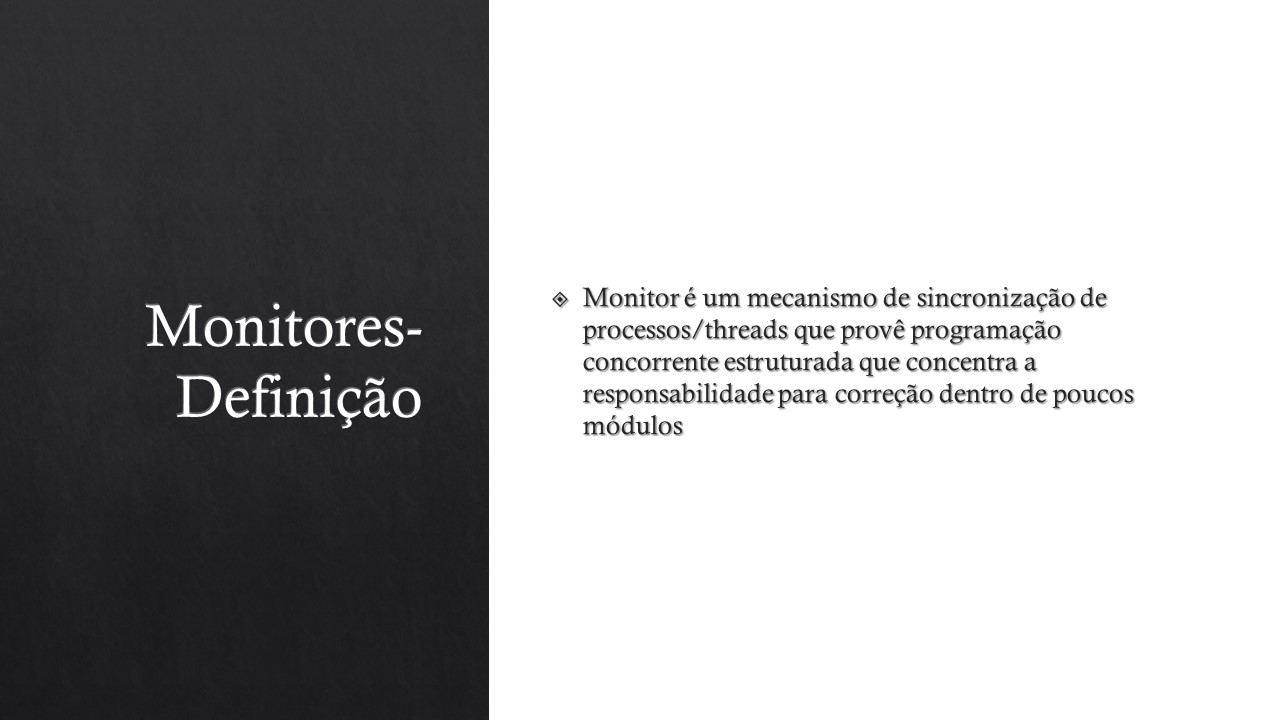 Monitores-
Definição
Monitor é um mecanismo de sincronização de
processos/threads que provê programação
concorrente estruturada que concentra a
responsabilidade para correção dentro de poucos
módulos